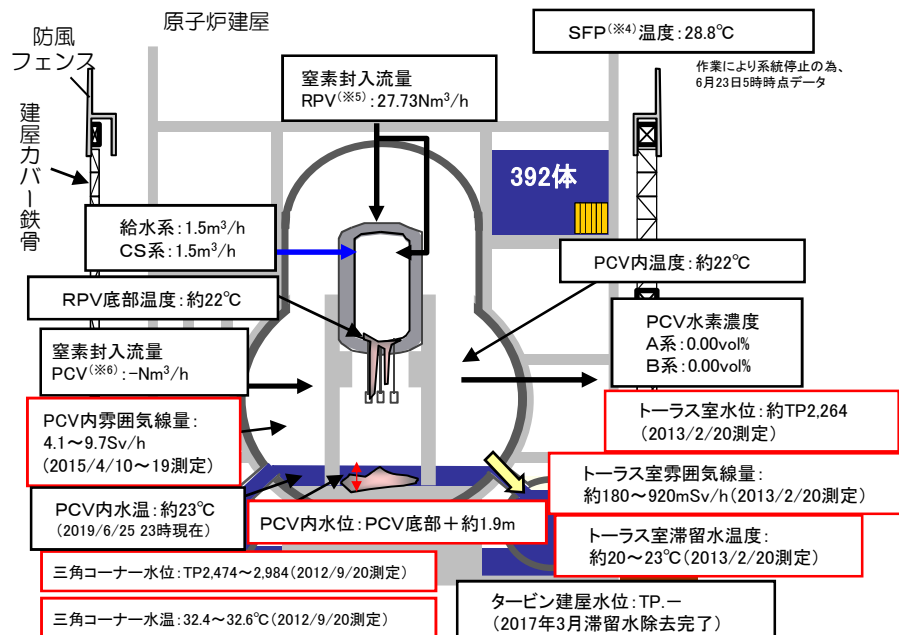 原子炉建屋
防風
フェンス
建屋カバー鉄骨
SFP(※4)温度:28.8℃
作業により系統停止の為、
6月23日5時時点データ
窒素封入流量
RPV(※5):27.73Nm³/h
392体
給水系:1.5m³/h
CS系:1.5m³/h
PCV内温度:約22℃
RPV底部温度:約22℃
PCV水素濃度
A系:0.00vol%
B系:0.00vol%
窒素封入流量
PCV(※6):-Nm³/h
PCV内雰囲気線量:
4.1~9.7Sv/h
(2015/4/10~19測定)
トーラス室水位:約TP2,264
(2013/2/20測定)
トーラス室雰囲気線量:
約180~920mSv/h(2013/2/20測定)
PCV内水温:約23℃
(2019/6/25 23時現在)
PCV内水位:PCV底部+約1.9m
トーラス室滞留水温度:
約20~23℃(2013/2/20測定)
三角コーナー水位:TP2,474~2,984(2012/9/20測定)
三角コーナー水温:32.4~32.6℃(2012/9/20測定)
タービン建屋水位:TP.-
(2017年3月滞留水除去完了)